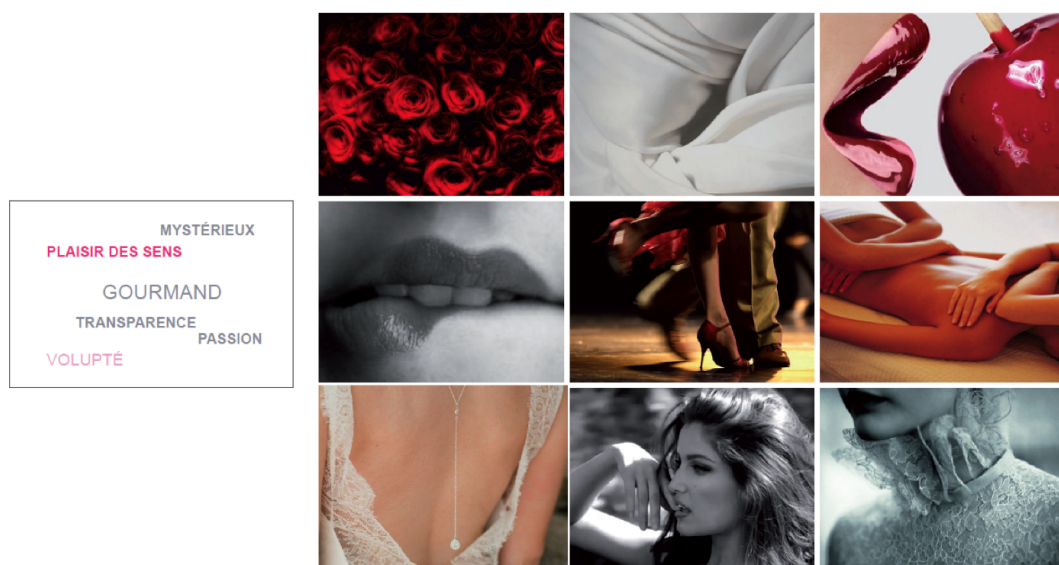 MYSTÉRIEUX
PLAISIR DES SENS
GOURMAND
TRANSPARENCE
PASSION
VOLUPTÉ